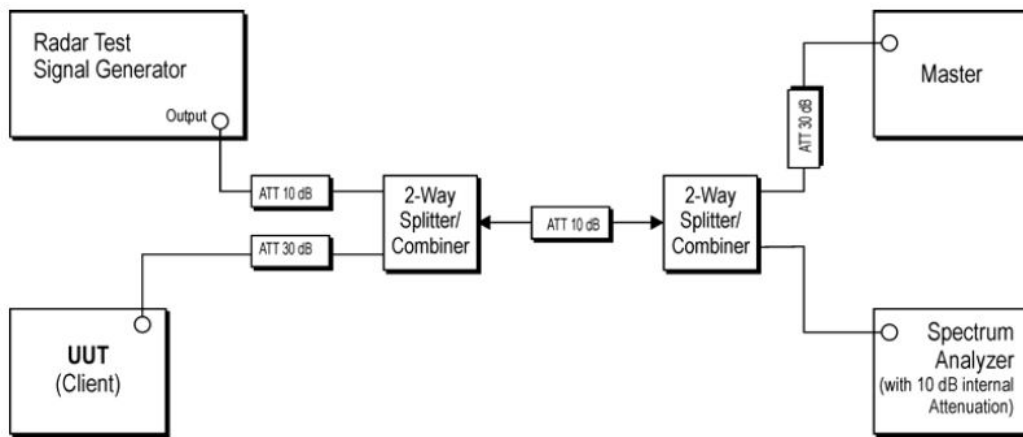 Radar Test
Signal Generator
Output
ATT 10 dB
ATT 30 dB
UUT
(Client)
2-Way
Splitter/
Combiner
ATT 10 dB
2-Way
Splitter/
Combiner
ATT 30 dB
Master
Spectrum
Analyzer
(with 10 dB internal
Attenuation)